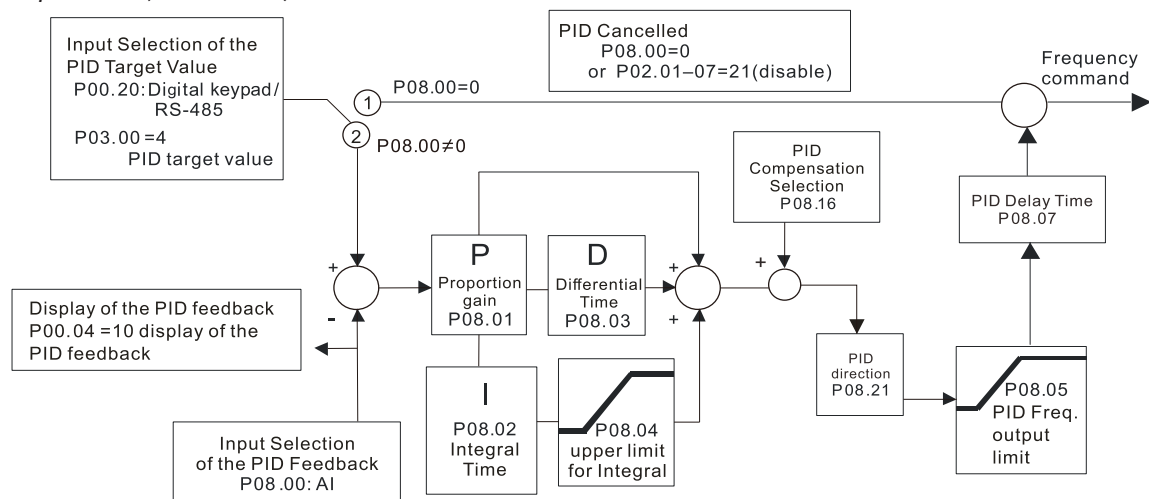 Input Selection of the
PID Target Value
P00.20:Digital keypad/
RS-485
P03.00=4
PID target value
1
P08.00=0
2
P08.00≠0
PID Cancelled
P08.00=0
or P02.01–07=21(disable)
Frequency
command
PID
Compensation
Selection
P08.16
PID Delay Time
P08.07
+
-
P
Proportion
gain
P08.01
D
Differential
Time
P08.03
+
+
+
Display of the PID feedback
P00.04 =10 display of the
PID feedback
I
P08.02
Integral
Time
P08.04
upper limit
for Integral
PID
direction
P08.21
P08.05
PID Freq.
output
limit
Input Selection
of the PID Feedback
P08.00: AI